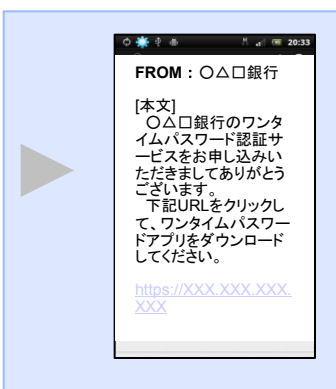 20:33
FROM：〇△□銀行
[本文]
　〇△□銀行のワンタ
イムパスワード認証サ
ービスをお申し込みい
ただきましてありがとう
ございます。
　下記URLをクリックし
て、ワンタイムパスワー
ドアプリをダウンロード
してください。
https://XXX.XXX.XXX.
XXX